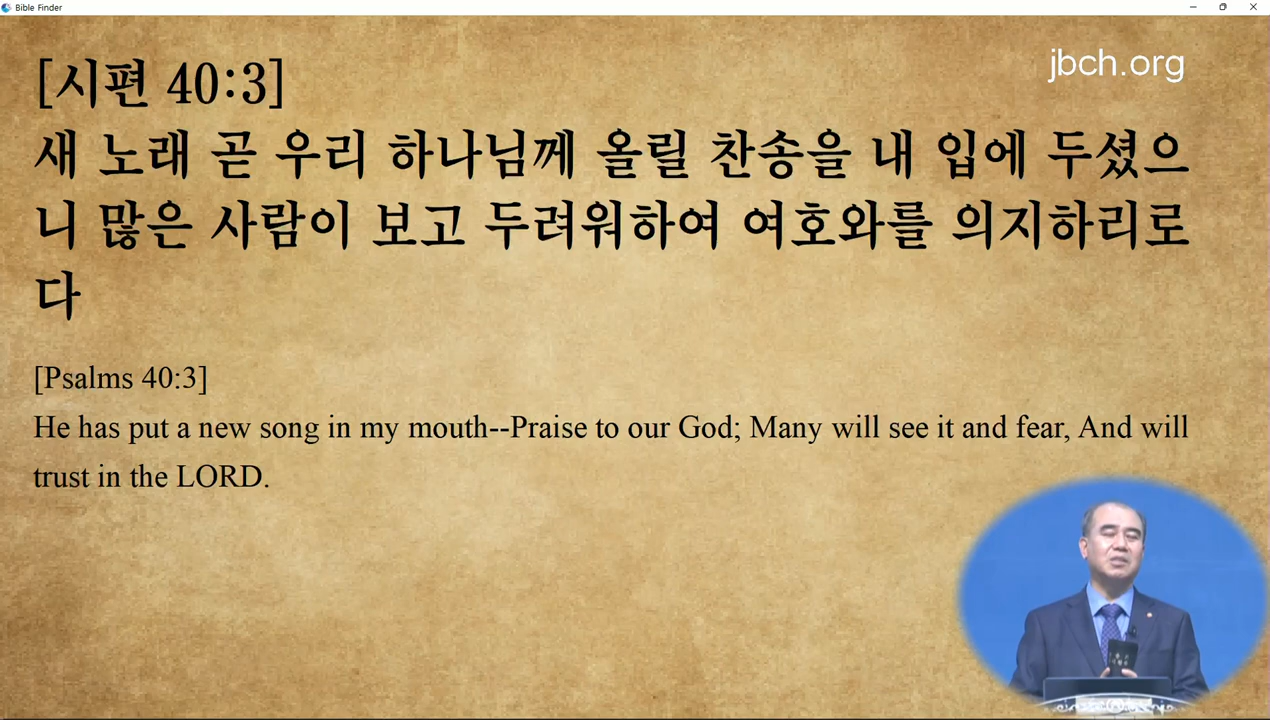 Bible Finder
jbch.org
[시편 40:3]
새 노래 곧 우리 하나님께 올릴 찬송을 내 입에 두셨으
니 많은 사람이 보고 두려워하여 여호와를 의지하리로
다
[Psalms 40:3]
He has put a new song in my mouth--Praise to our God; Many will see it and fear, And will
trust in the LORD.